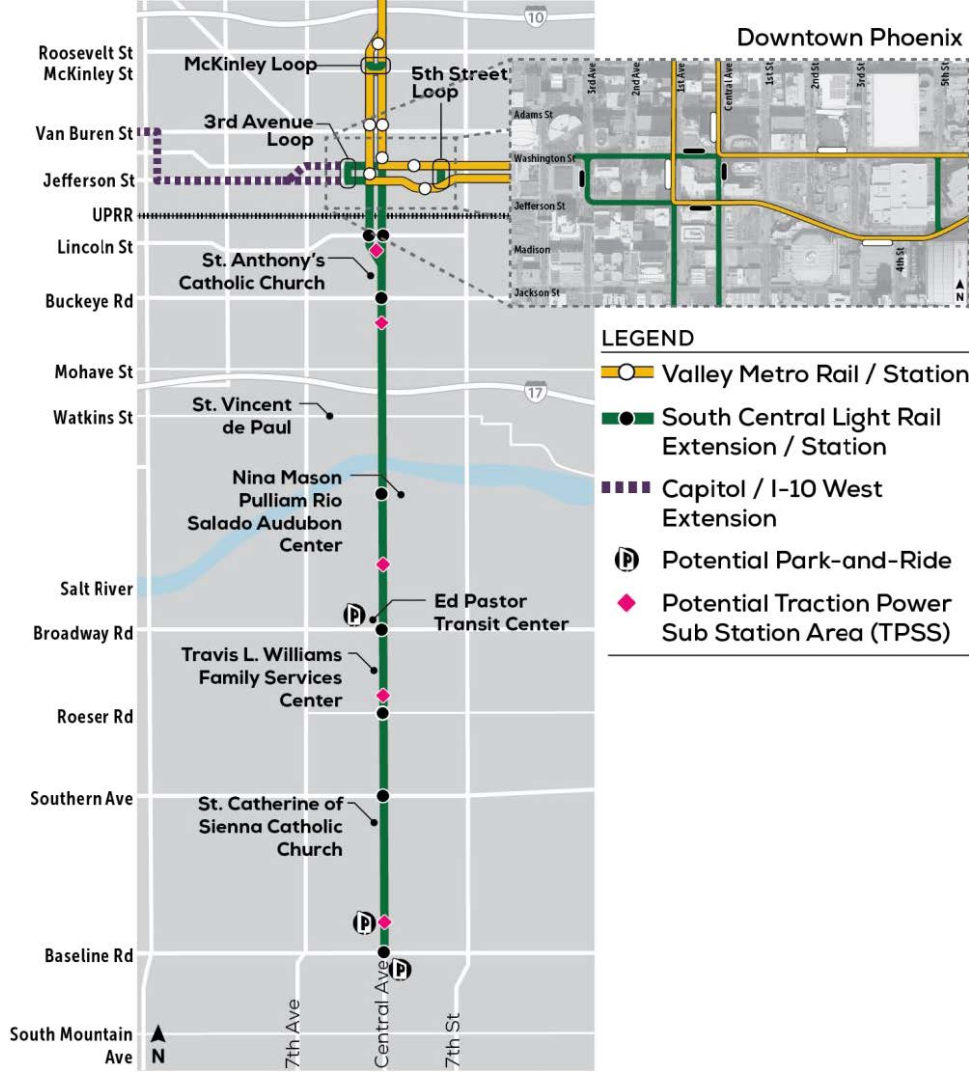 10
Roosevelt St
McKinley St
Van Buren St
Jefferson St
UPRR
Lincoln St
Buckeye Rd
Mohave St
Watkins St
Salt River
Broadway Rd
Roeser Rd
Southern Ave
Baseline Rd
South Mountain
Ave
N
McKinley Loop
5th Street
Loop
3rd Avenue
Loop
St. Anthony's
Catholic Church
17
St. Vincent
de Paul
Nina Mason
Pulliam Rio
Salado Audubon
Center
Ed Pastor
Transit Center
Travis L. Williams
Family Services
Center
St. Catherine of
Sienna Catholic
Church
P
P
P
7th Ave
Central Ave
7th St
Downtown Phoenix
3rd Ave
2nd Ave
1st Ave
Central Ave
1st St
2nd St
3rd St
5th St
Adams St
Washington St
Jefferson St
Madison
Jackson St
4th St
N
LEGEND
Valley Metro Rail / Station
South Central Light Rail
Extension / Station
Capitol / I-10 West
Extension
P
Potential Park-and-Ride
Potential Traction Power
Sub Station Area (TPSS)